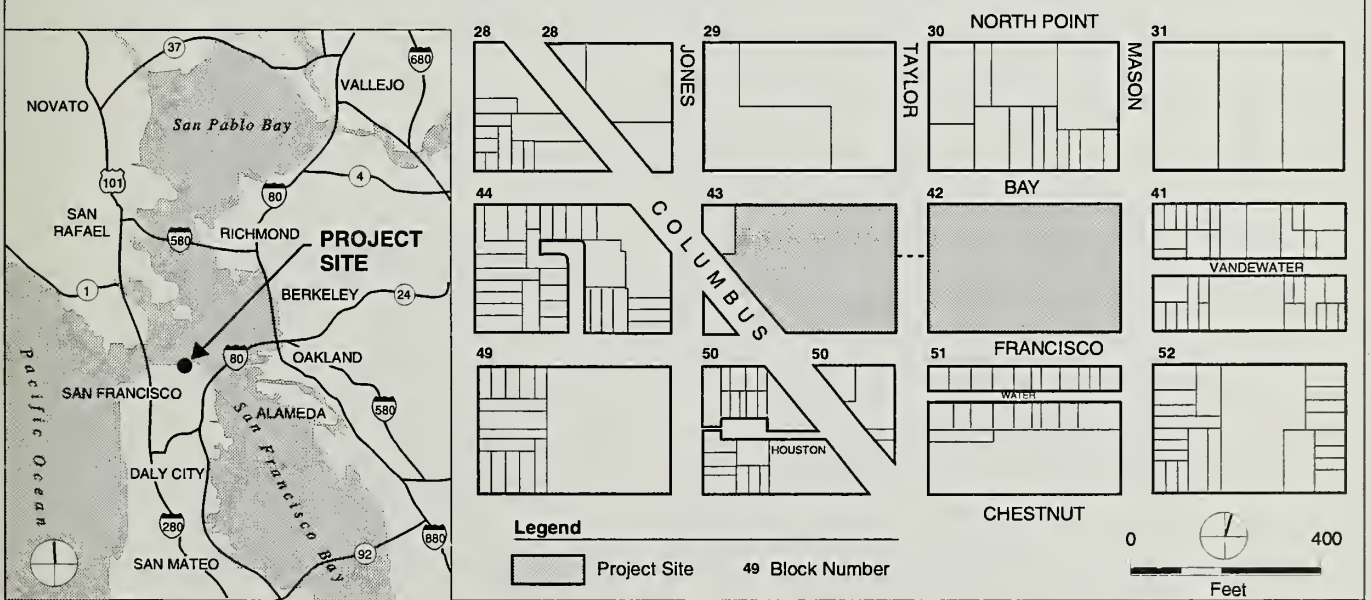 37
680
NOVATO
VALLEJO
San Pablo Bay
101
80
4
SAN
RAFAEL
580
RICHMOND
PROJECT
SITE
1
BERKELEY
24
80
OAKLAND
SAN FRANCISCO
ALAMEDA
580
Pacific Ocean
San Francisco Bay
DALY CITY
280
880
92
SAN MATEO
NORTH POINT
28
28
JONES
29
TAYLOR
30
MASON
31
BAY
44
COLUMBUS
43
42
41
VANDEWATER
FRANCISCO
49
50
50
51
52
WATER
HOUSTON
CHESTNUT
Legend
Project Site
49 Block Number
0 400
Feet